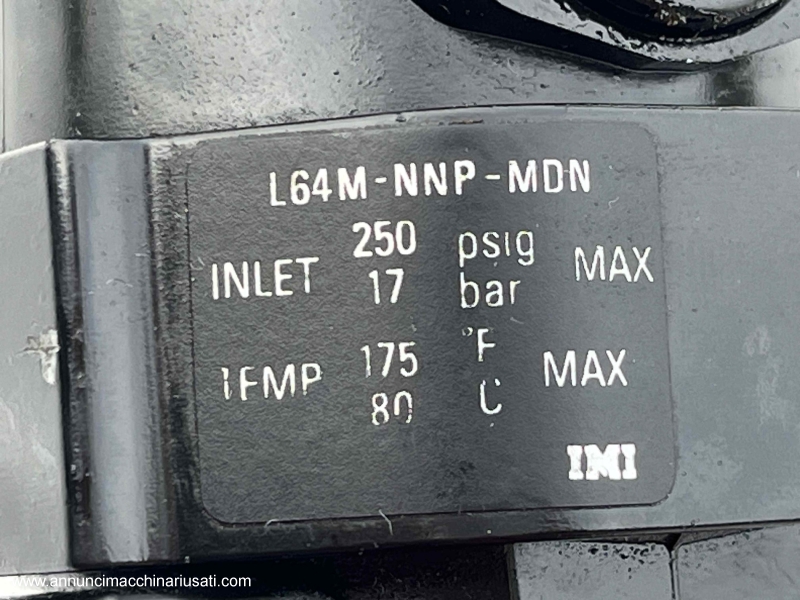 L64M-NNP-MDN
INLET 250 psig MAX
17 bar
TEMP 175 °F MAX
80 C
IMI
www.annuncimacchinariusati.com